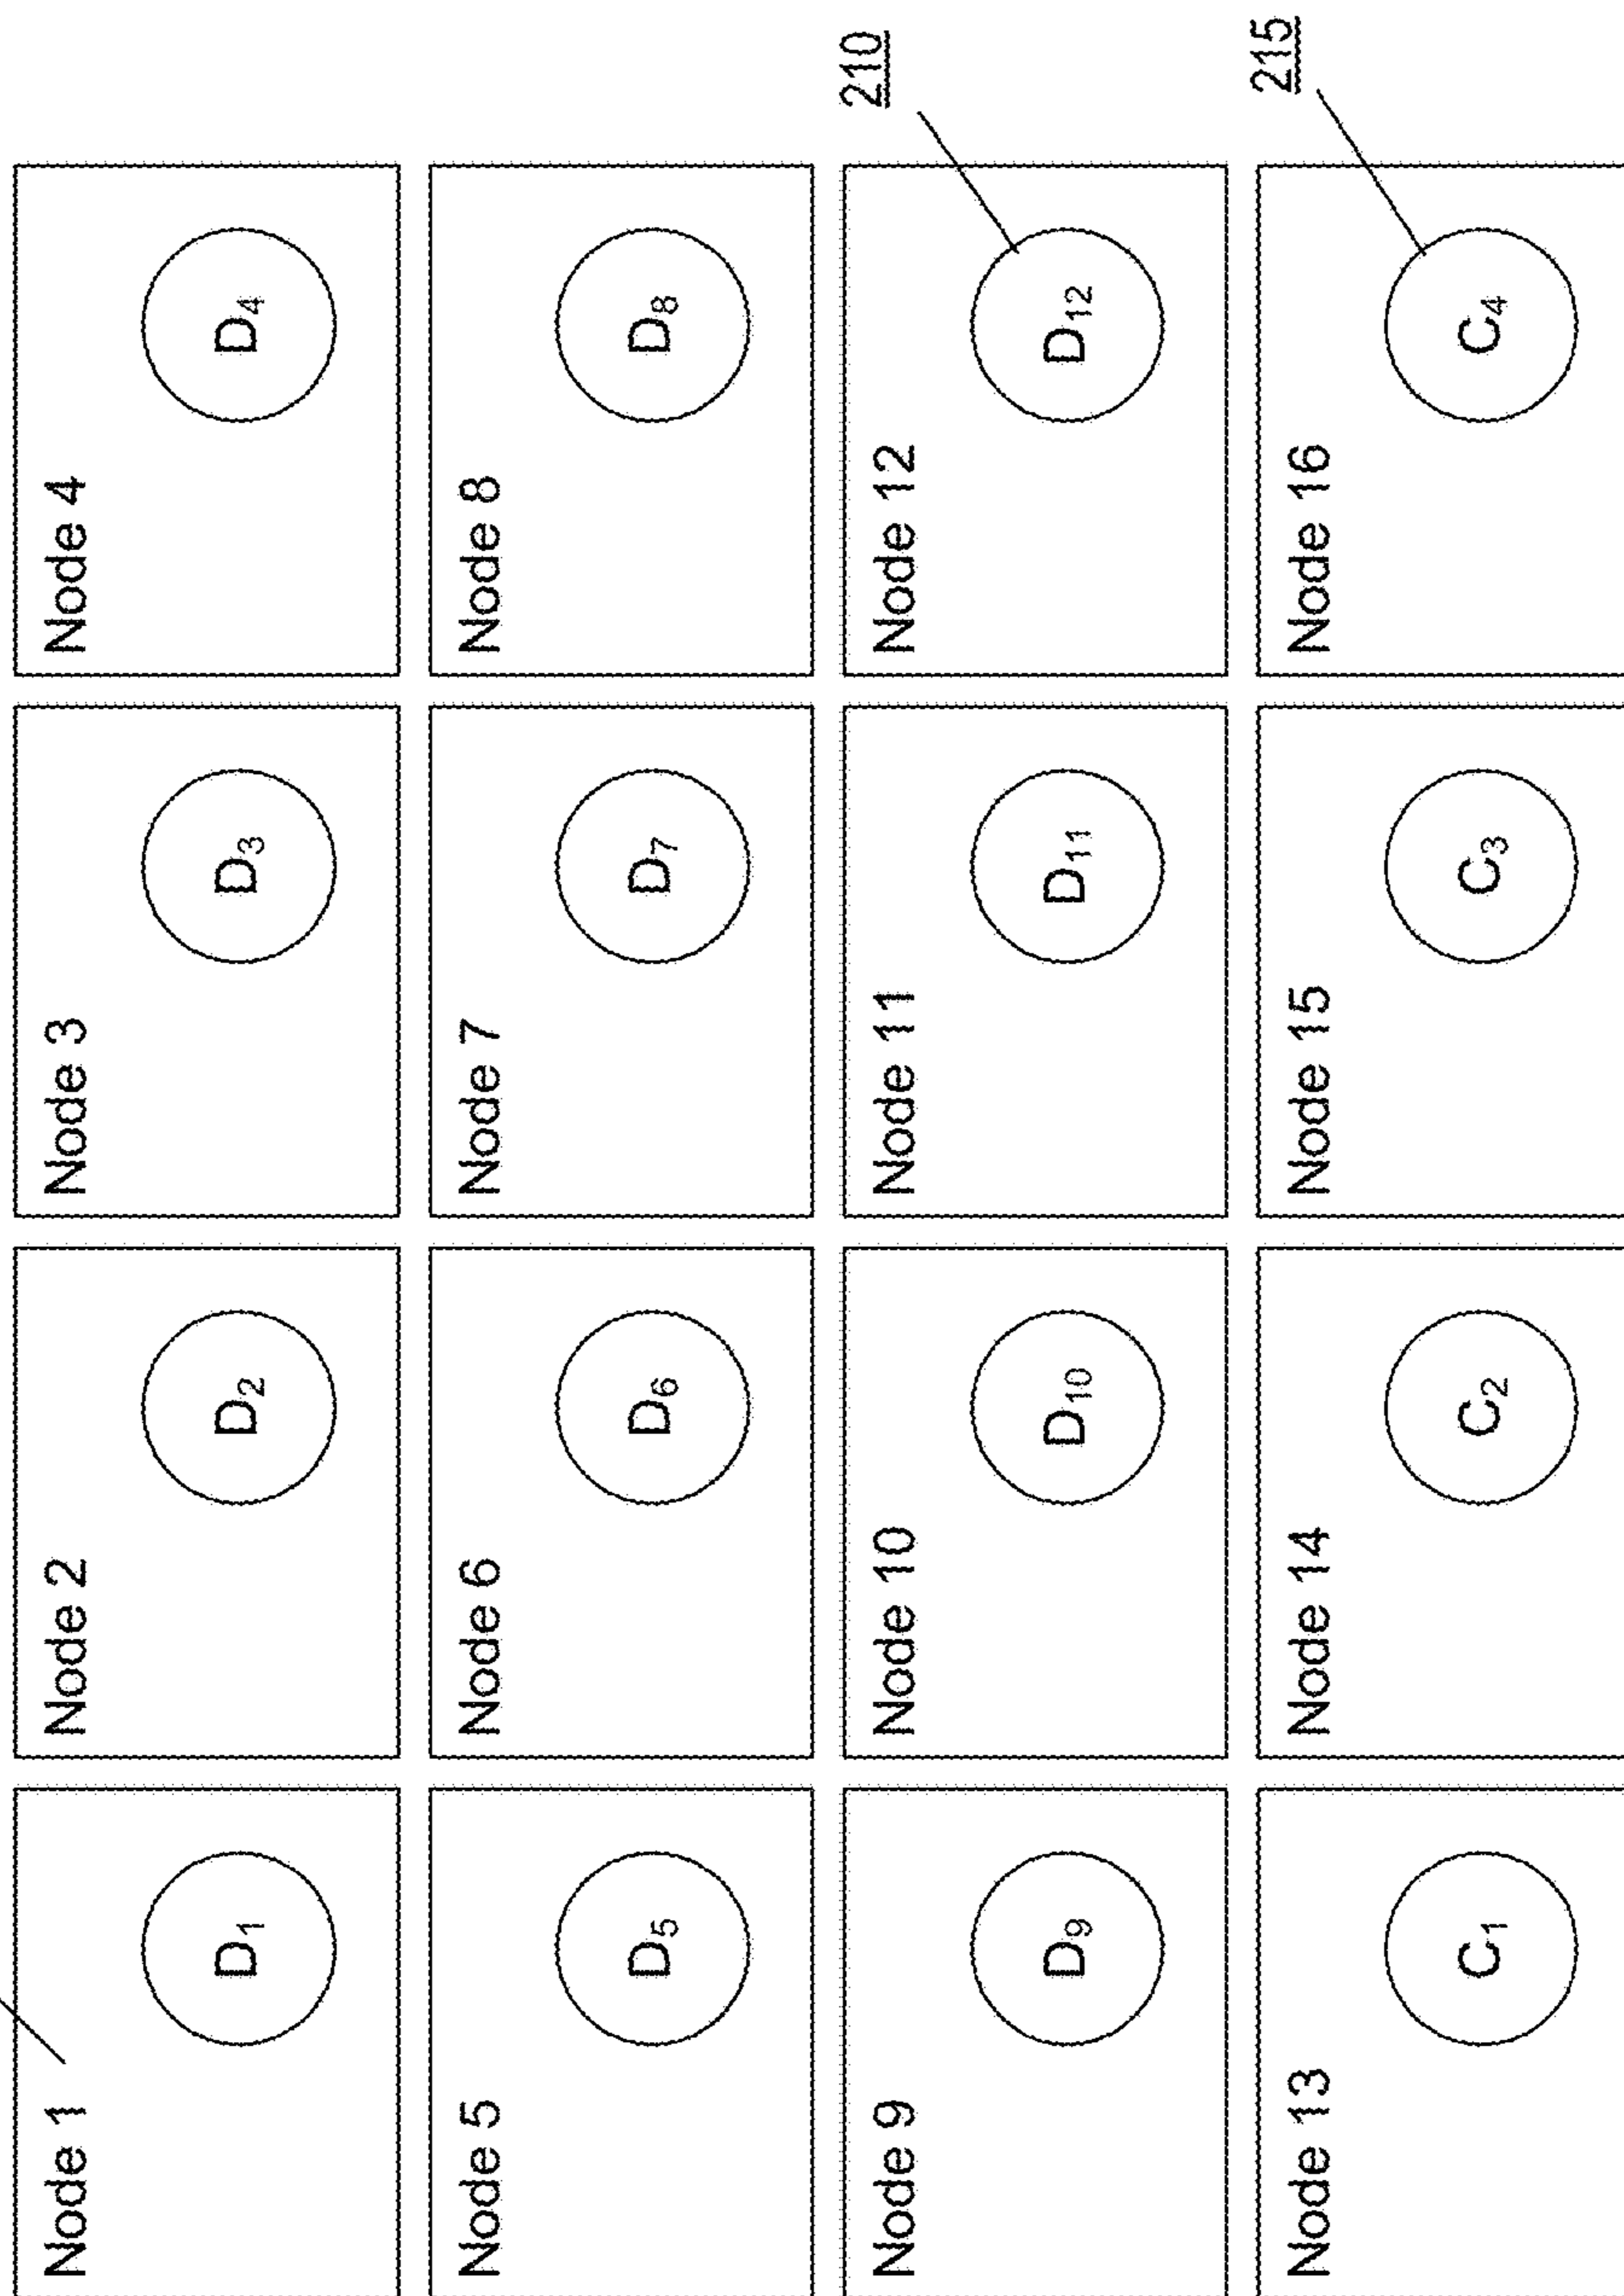 Node 1
D1
Node 2
D2
Node 3
D3
Node 4
D4
Node 5
D5
Node 6
D6
Node 7
D7
Node 8
D8
210
Node 9
D9
Node 10
D10
Node 11
D11
Node 12
D12
215
Node 13
C1
Node 14
C2
Node 15
C3
Node 16
C4